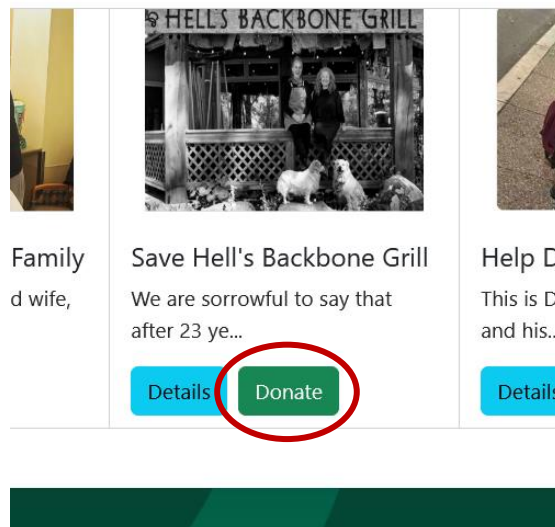 HELL'S BACKBONE GRILL
Family
d wife,
Save Hell's Backbone Grill
We are sorrowful to say that
after 23 ye...
Details
Donate
Help D
This is D
and his..
Details